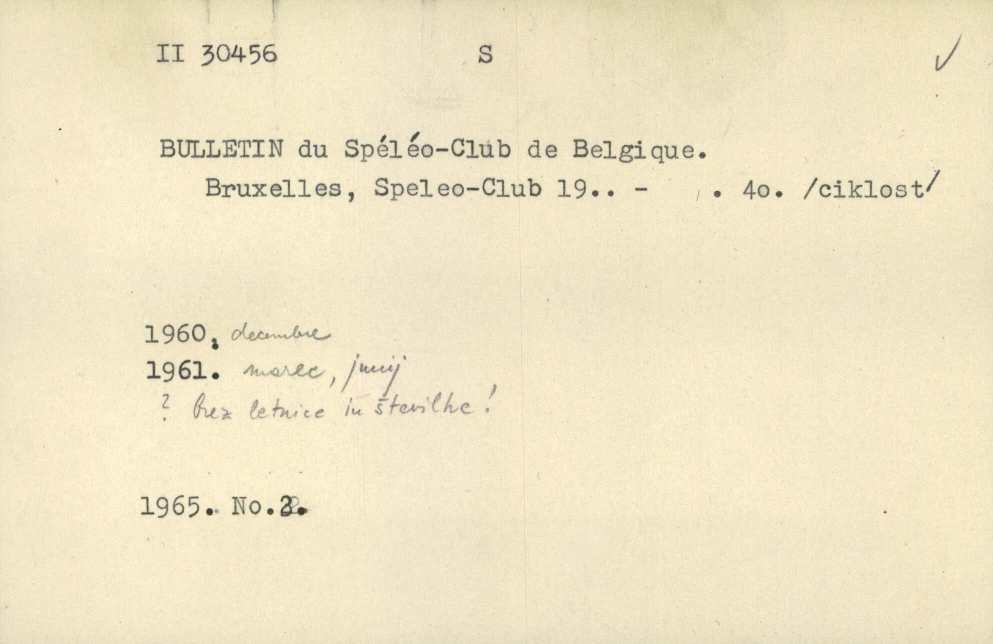 II 30456 S
BULLETIN du Spéléo-Club de Belgique.
Bruxelles, Speleo-Club 19.. - . 4o. /ciklost/
1960. decembre
1961. marec, junij
? brez letnice in številke!
1965. No.